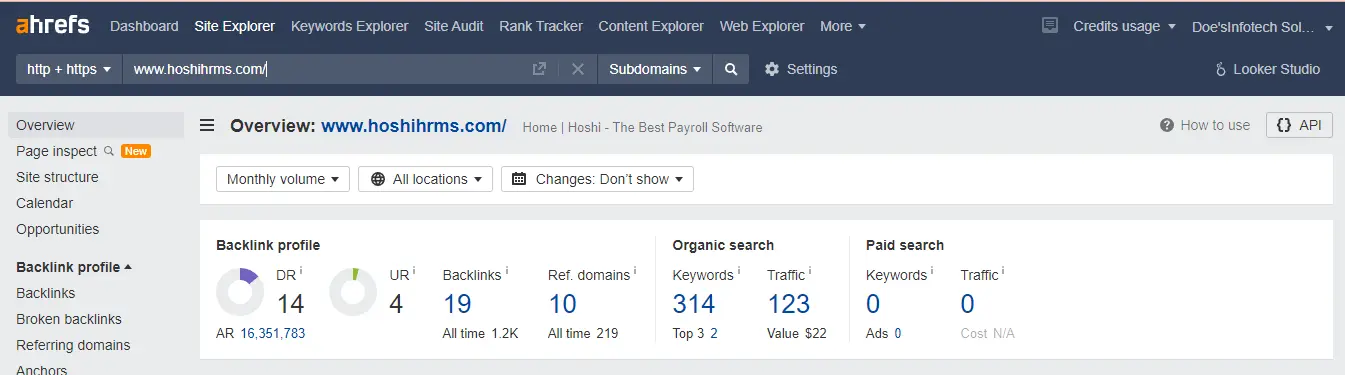 ahrefs Dashboard Site Explorer Keywords Explorer Site Audit Rank Tracker Content Explorer Web Explorer More Credits usage Doe'sInfotech Sol...
http + https www.hoshihrms.com/ Subdomains Settings Looker Studio
Overview
Page inspect New
Site structure
Calendar
Opportunities
Backlink profile
Backlinks
Broken backlinks
Referring domains
Anchors
Overview: www.hoshihrms.com/ Home | Hoshi - The Best Payroll Software How to use {} API
Monthly volume All locations Changes: Don't show
Backlink profile
DR i
14
AR 16,351,783
UR i
4
Backlinks i
19
All time 1.2K
Ref. domains i
10
All time 219
Organic search
Keywords i
314
Top 3 2
Traffic i
123
Value $22
Paid search
Keywords i
0
Ads 0
Traffic i
0
Cost N/A